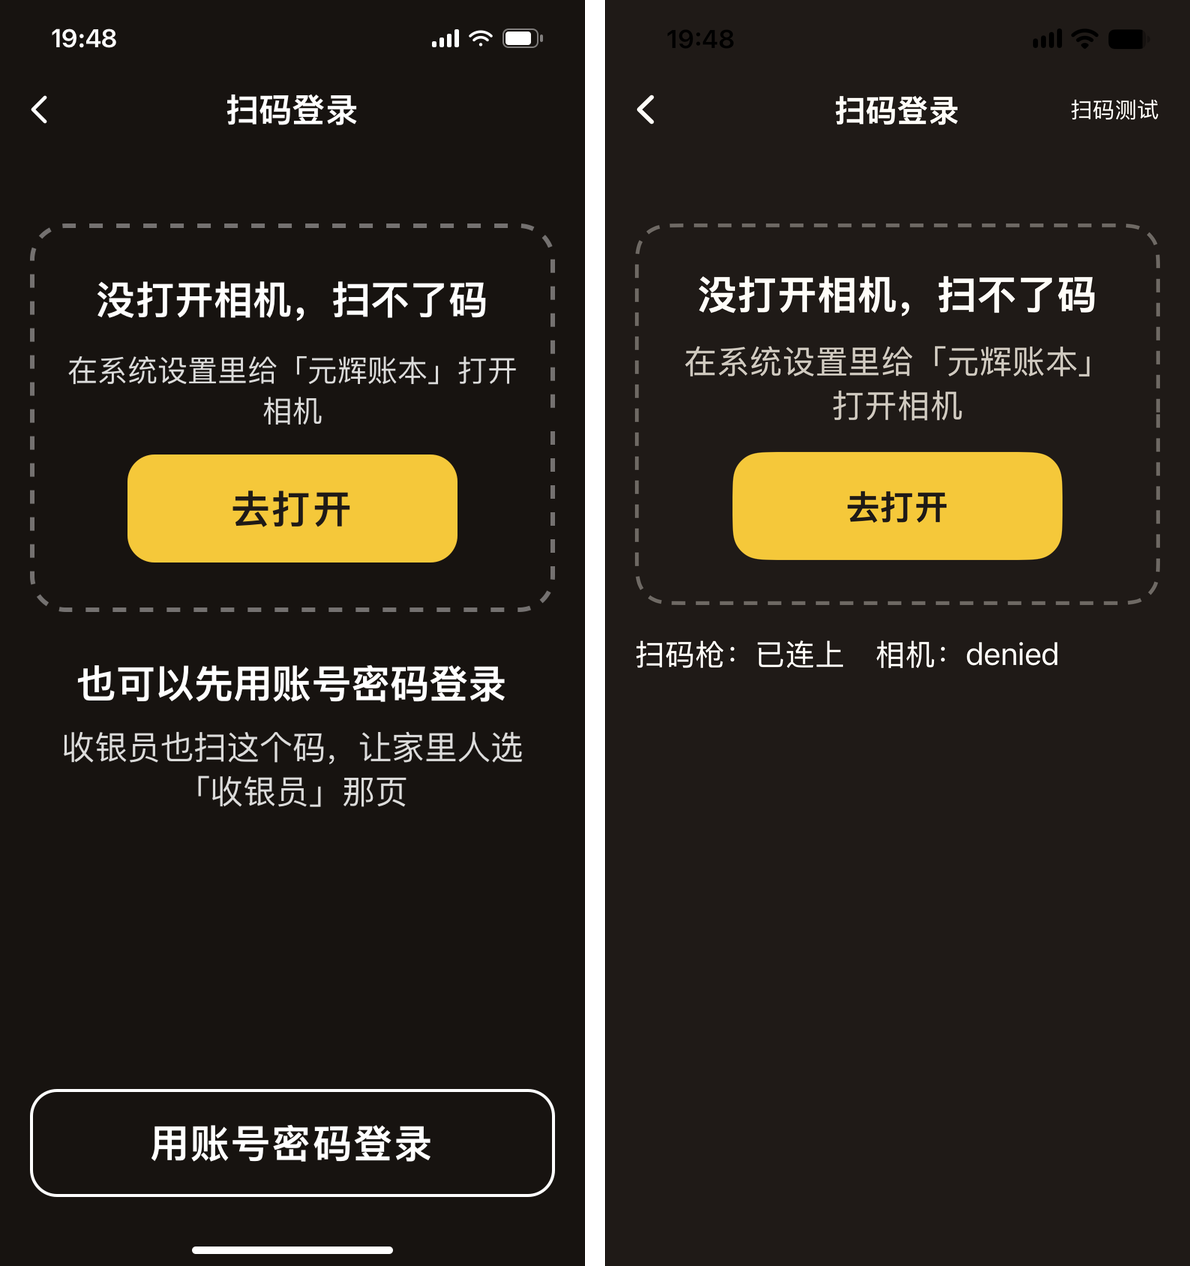 19:48
扫码登录
没打开相机，扫不了码
在系统设置里给「元辉账本」打开
相机
去打开
也可以先用账号密码登录
收银员也扫这个码，让家里人选
「收银员」那页
用账号密码登录
19:48
扫码登录
扫码测试
没打开相机，扫不了码
在系统设置里给「元辉账本」
打开相机
去打开
扫码枪：已连上 相机：denied